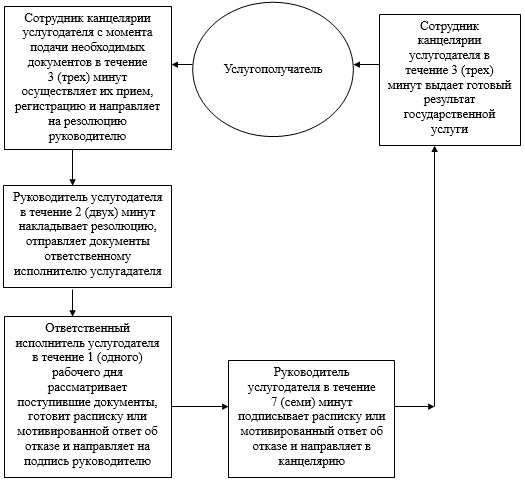 Сотрудник канцелярии
услугодателя с момента
подачи необходимых
документов в течение
3 (трех) минут
осуществляет их прием,
регистрацию и направляет
на резолюцию
руководителю
Услугополучатель
Сотрудник
канцелярии
услугодателя в
течение 3 (трех)
минут выдает готовый
результат
государственной
услуги
Руководитель услугодателя
в течение 2 (двух) минут
накладывает резолюцию,
отправляет документы
ответственному
исполнителю услугадателя
Ответственный
исполнитель услугодателя
в течение 1 (одного)
рабочего дня
рассматривает
поступившие документы,
готовит расписку или
мотивированной ответ об
отказе и направляет на
подпись руководителю
Руководитель
услугодателя в течение
7 (семи) минут
подписывает расписку или
мотивированный ответ об
отказе и направляет в
канцелярию